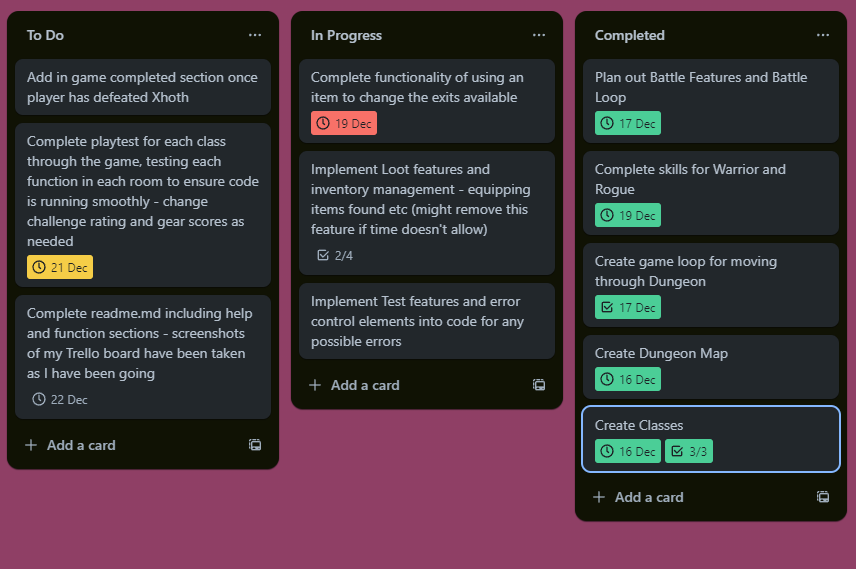 To Do
Add in game completed section once
player has defeated Xhoth
Complete playtest for each class
through the game, testing each
function in each room to ensure code
is running smoothly - change
challenge rating and gear scores as
needed
21 Dec
Complete readme.md including help
and function sections - screenshots
of my Trello board have been taken
as I have been going
22 Dec
Add a card
In Progress
Complete functionality of using an
item to change the exits available
19 Dec
Implement Loot features and
inventory management - equipping
items found etc (might remove this
feature if time doesn't allow)
2/4
Implement Test features and error
control elements into code for any
possible errors
Add a card
Completed
Plan out Battle Features and Battle
Loop
17 Dec
Complete skills for Warrior and
Rogue
19 Dec
Create game loop for moving
through Dungeon
17 Dec
Create Dungeon Map
16 Dec
Create Classes
16 Dec 3/3
Add a card